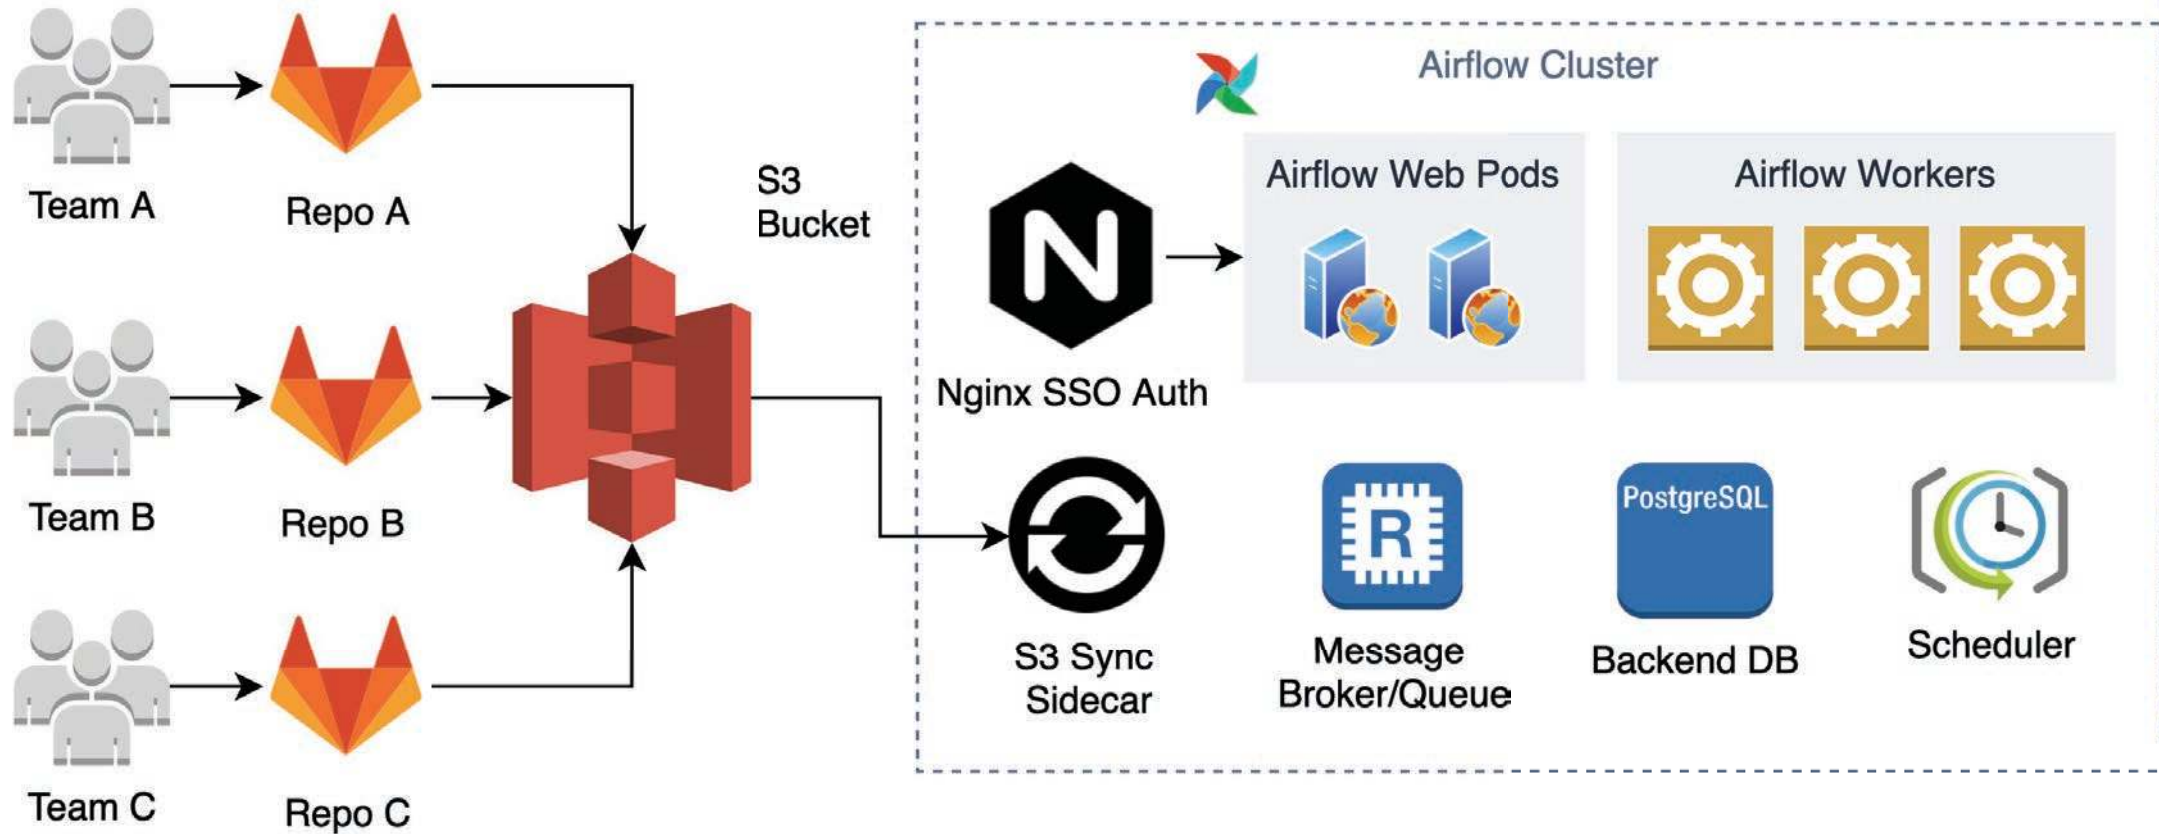 Team A
Repo A
Team B
Repo B
Team C
Repo C
S3
Bucket
Airflow Cluster
Nginx SSO Auth
Airflow Web Pods
Airflow Workers
S3 Sync
Sidecar
R
Message
Broker/Queue
PostgreSQL
Backend DB
Scheduler